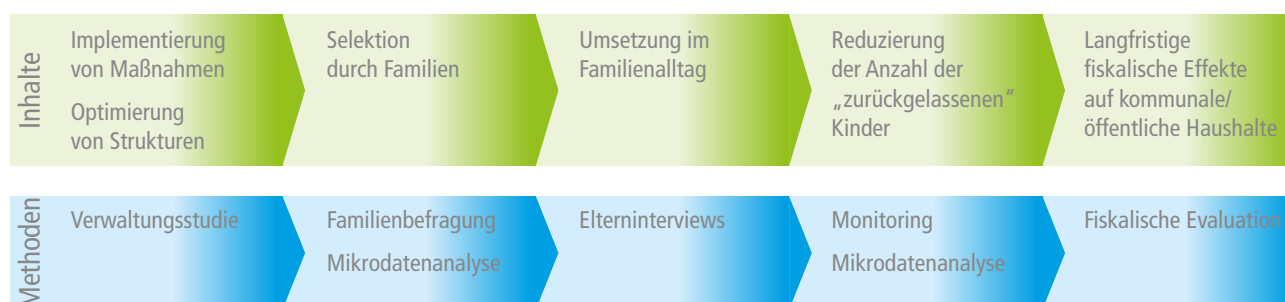 Inhalte
Implementierung
von Maßnahmen
Optimierung
von Strukturen
Selektion
durch Familien
Umsetzung im
Familienalltag
Reduzierung
der Anzahl der
„zurückgelassenen“
Kinder
Langfristige
fiskalische Effekte
auf kommunale/
öffentliche Haushalte
Methoden
Verwaltungsstudie
Familienbefragung
Mikrodatenanalyse
Elterninterviews
Monitoring
Mikrodatenanalyse
Fiskalische Evaluation